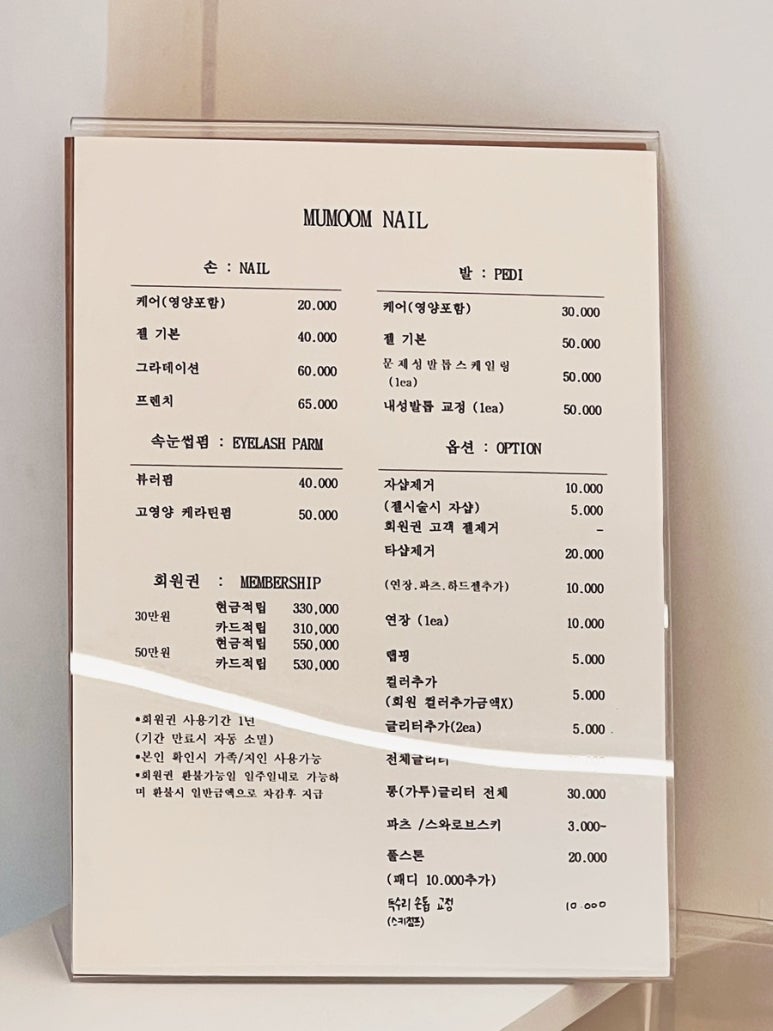 MUMOOM NAIL
손 : NAIL
케어(영양포함) 20.000
젤 기본 40.000
그라데이션 60.000
프렌치 65.000
속눈썹펌 : EYELASH PARM
뷰러펌 40.000
고영양 케라틴펌 50.000
회원권 : MEMBERSHIP
30만원 현금적립 330,000
카드적립 310,000
50만원 현금적립 550,000
카드적립 530,000
*회원권 사용기간 1년
(기간 만료시 자동 소멸)
*본인 확인시 가족/지인 사용가능
*회원권 환불가능일 일주일내로 가능하
며 환불시 일반금액으로 차감후 지급
발 : PEDI
케어(영양포함) 30.000
젤 기본 50.000
문제성발톱스케일링
(1ea) 50.000
내성발톱 교정 (1ea) 50.000
옵션 : OPTION
자샵제거 10.000
(젤시술시 자샵) 5.000
회원권 고객 젤제거 -
타샵제거 20.000
(연장.파츠.하드젤추가) 10.000
연장 (1ea) 10.000
랩핑 5.000
컬러추가
(회원 컬러추가금액X) 5.000
글리터추가(2ea) 5.000
전체글리터
통(가루)글리터 전체 30.000
파츠 /스와로브스키 3.000~
풀스톤 20.000
(패디 10.000추가)
독수리 손톱 교정 10.000
(스키점프)